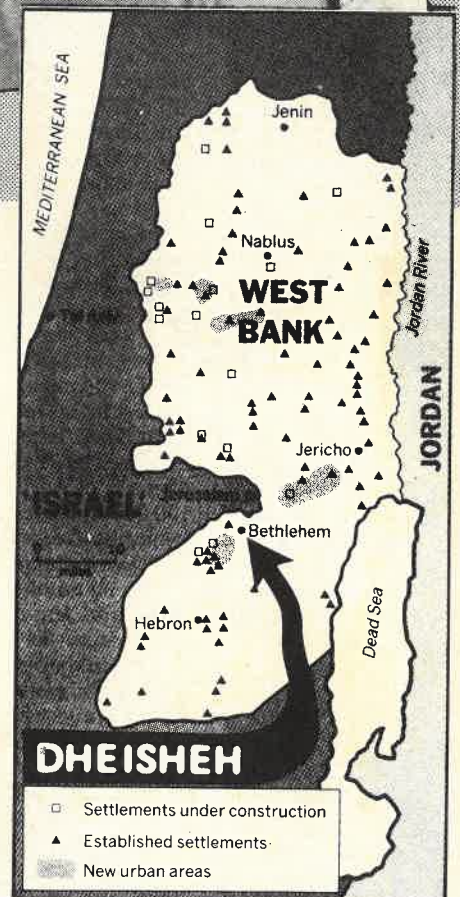 MEDITERRANEAN SEA
Jenin
Nablus
WEST
BANK
Jordan River
JORDAN
Jericho
ISRAEL
Jerusalem
Bethlehem
Hebron
Dead Sea
DHEISHEH
Settlements under construction
Established settlements
New urban areas